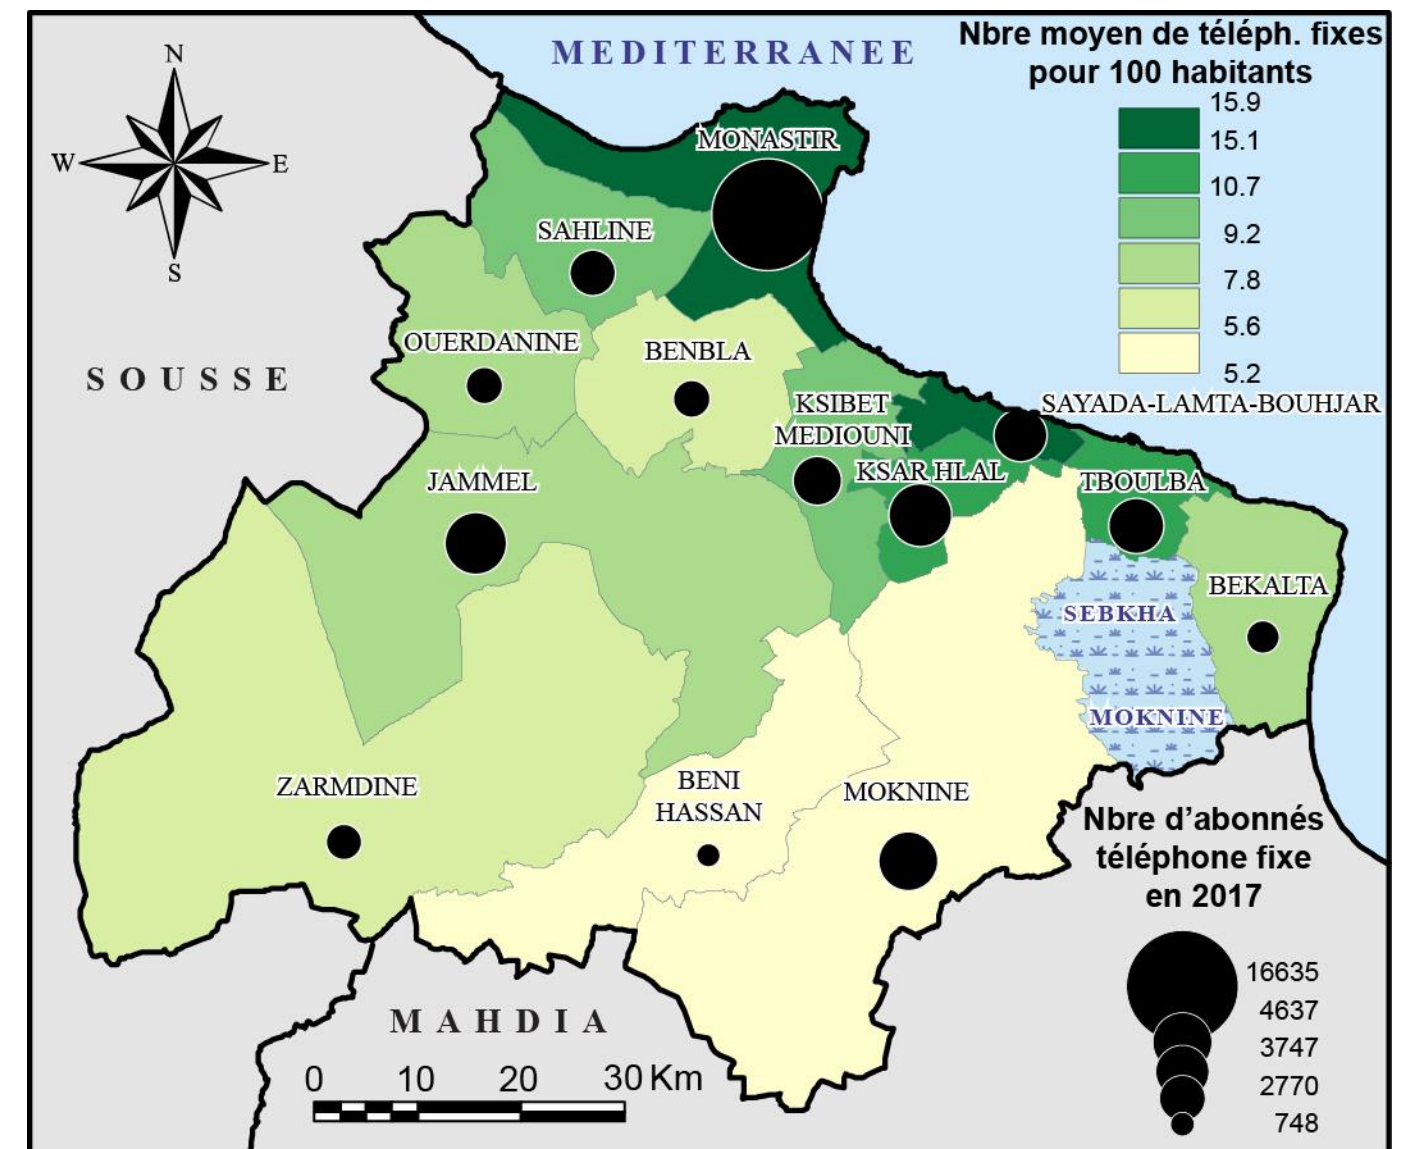 MEDITERRANEE
Nbre moyen de téléph. fixes
pour 100 habitants
15.9
15.1
10.7
9.2
7.8
5.6
5.2
N
W
E
S
MONASTIR
SAHLINE
OUERDANINE
BENBLA
SOUSSE
KSIBET
MEDIOUNI
SAYADA-LAMTA-BOUHJAR
KSAR HLAL
TBOULBA
JAMMEL
BEKALTA
SEBKHA
MOKNINE
ZARMDINE
BENI
HASSAN
MOKNINE
Nbre d’abonnés
téléphone fixe
en 2017
16635
4637
3747
2770
748
MAHDIA
0 10 20 30 Km